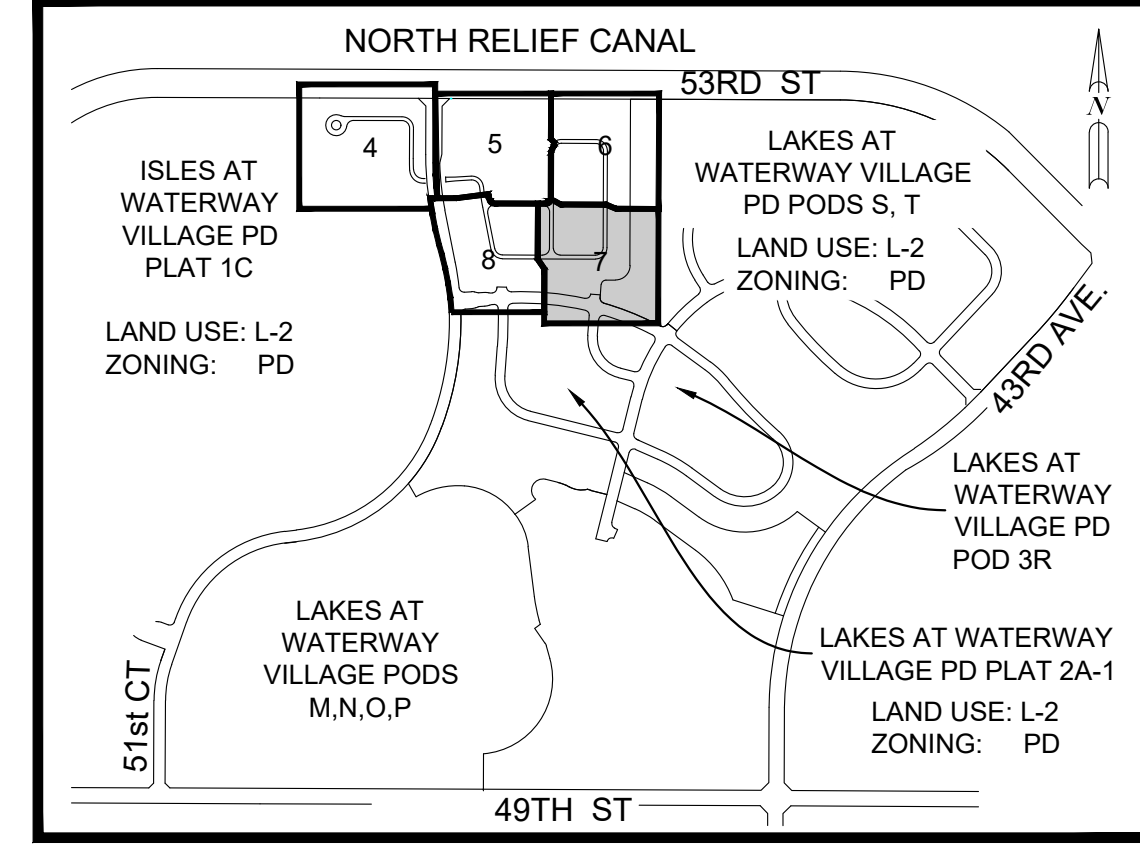 NORTH RELIEF CANAL
53RD ST
N
4
5
6
7
8
ISLES AT
WATERWAY
VILLAGE PD
PLAT 1C
LAND USE: L-2
ZONING: PD
LAKES AT
WATERWAY VILLAGE
PD PODS S, T
LAND USE: L-2
ZONING: PD
43RD AVE.
LAKES AT
WATERWAY
VILLAGE PD
POD 3R
LAKES AT WATERWAY
VILLAGE PD PLAT 2A-1
LAND USE: L-2
ZONING: PD
LAKES AT
WATERWAY
VILLAGE PODS
M,N,O,P
51st CT
49TH ST